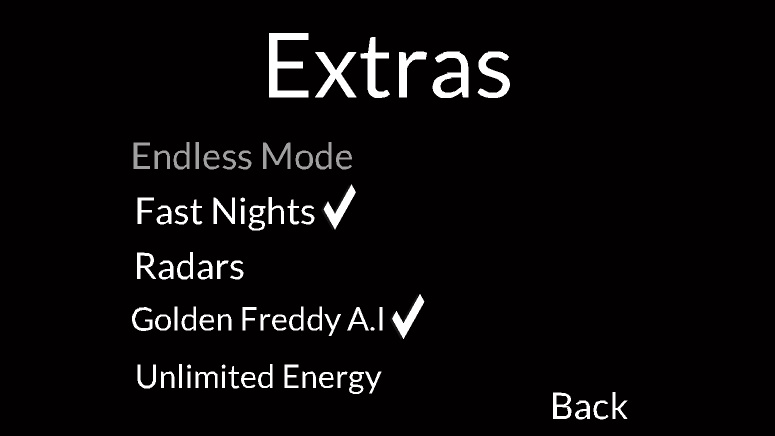 Extras
Endless Mode
Fast Nights
Radars
Golden Freddy A.I
Unlimited Energy
Back